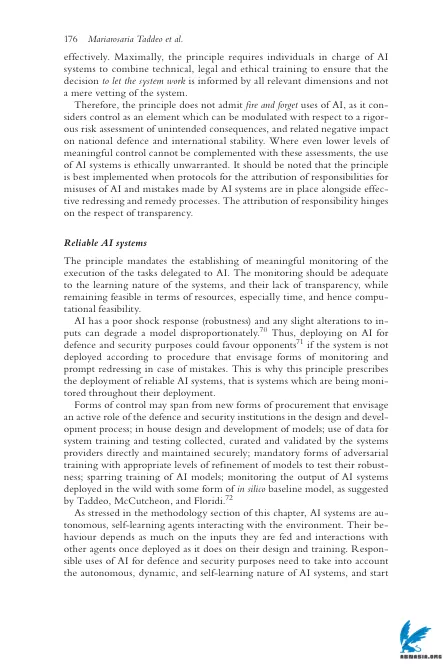 176 Mariarosaria Taddeo et al.
effectively. Maximally, the principle requires individuals in charge of AI
systems to combine technical, legal and ethical training to ensure that the
decision to let the system work is informed by all relevant dimensions and not
a mere vetting of the system.
Therefore, the principle does not admit fire and forget uses of AI, as it con-
siders control as an element which can be modulated with respect to a rigor-
ous risk assessment of unintended consequences, and related negative impact
on national defence and international stability. Where even lower levels of
meaningful control cannot be complemented with these assessments, the use
of AI systems is ethically unwarranted. It should be noted that the principle
is best implemented when protocols for the attribution of responsibilities for
misuses of AI and mistakes made by AI systems are in place alongside effec-
tive redressing and remedy processes. The attribution of responsibility hinges
on the respect of transparency.
Reliable AI systems
The principle mandates the establishing of meaningful monitoring of the
execution of the tasks delegated to AI. The monitoring should be adequate
to the learning nature of the systems, and their lack of transparency, while
remaining feasible in terms of resources, especially time, and hence compu-
tational feasibility.
AI has a poor shock response (robustness) and any slight alterations to in-
puts can degrade a model disproportionately.70 Thus, deploying on AI for
defence and security purposes could favour opponents71 if the system is not
deployed according to procedure that envisage forms of monitoring and
prompt redressing in case of mistakes. This is why this principle prescribes
the deployment of reliable AI systems, that is systems which are being moni-
tored throughout their deployment.
Forms of control may span from new forms of procurement that envisage
an active role of the defence and security institutions in the design and devel-
opment process; in house design and development of models; use of data for
system training and testing collected, curated and validated by the systems
providers directly and maintained securely; mandatory forms of adversarial
training with appropriate levels of refinement of models to test their robust-
ness; sparring training of AI models; monitoring the output of AI systems
deployed in the wild with some form of in silico baseline model, as suggested
by Taddeo, McCutcheon, and Floridi.72
As stressed in the methodology section of this chapter, AI systems are au-
tonomous, self-learning agents interacting with the environment. Their be-
haviour depends as much on the inputs they are fed and interactions with
other agents once deployed as it does on their design and training. Respon-
sible uses of AI for defence and security purposes need to take into account
the autonomous, dynamic, and self-learning nature of AI systems, and start